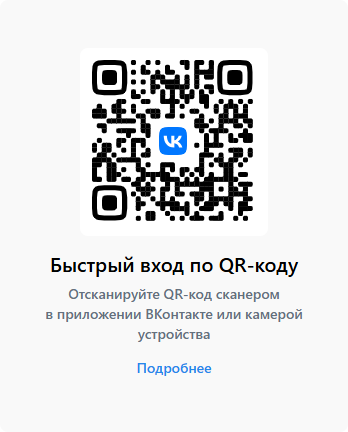 Быстрый вход по QR-коду
Отсканируйте QR-код сканером
в приложении ВКонтакте или камерой
устройства
Подробнее